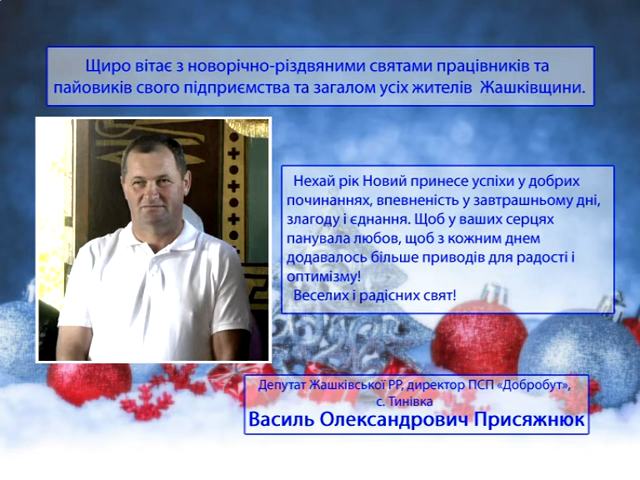 Щиро вітає з новорічно-різдвяними святами працівників та
пайовиків свого підприємства та загалом усіх жителів Жашківщини.
Нехай рік Новий принесе успіхи у добрих
починаннях, впевненість у завтрашньому дні,
злагоду і єднання. Щоб у ваших серцях
панувала любов, щоб з кожним днем
додавалось більше приводів для радості і
оптимізму!
Веселих і радісних свят!
Депутат Жашківської РР, директор ПСП «Добробут»,
с. Тинівка
Василь Олександрович Присяжнюк